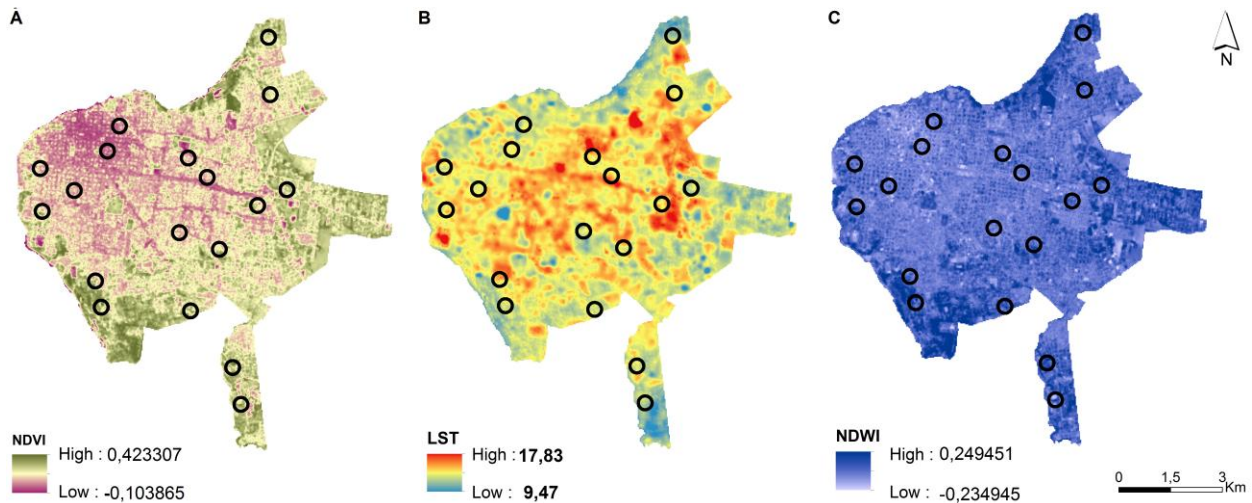 A
B
C
N
NDVI
High : 0,423307
Low : -0,103865
LST
High : 17,83
Low : 9,47
NDWI
High : 0,249451
Low : -0,234945
0 1,5 3
Km